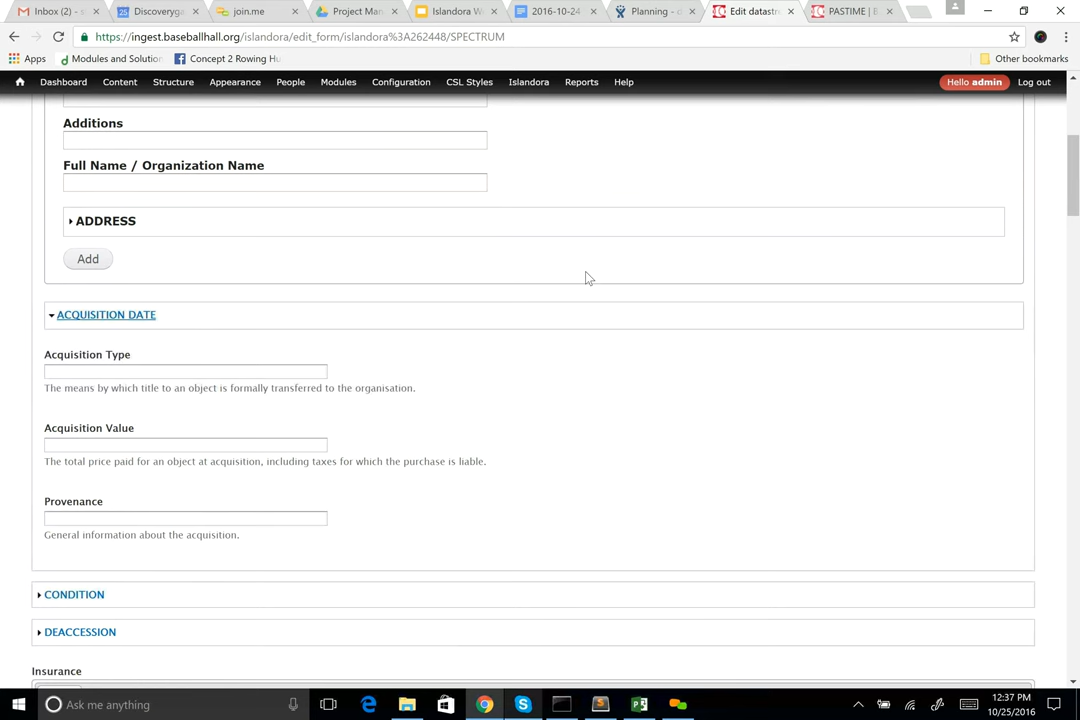 Inbox (2) - s
Discoveryga
join.me
Project Man
Islandora W
2016-10-24
Planning - d
Edit datastr
PASTIME | B
https://ingest.baseballhall.org/islandora/edit_form/islandora%3A262448/SPECTRUM
Apps
Modules and Solution
Concept 2 Rowing Hu
Other bookmarks
Dashboard Content Structure Appearance People Modules Configuration CSL Styles Islandora Reports Help Hello admin Log out
Additions
Full Name / Organization Name
ADDRESS
Add
ACQUISITION DATE
Acquisition Type
The means by which title to an object is formally transferred to the organisation.
Acquisition Value
The total price paid for an object at acquisition, including taxes for which the purchase is liable.
Provenance
General information about the acquisition.
CONDITION
DEACCESSION
Insurance
Ask me anything
12:37 PM
10/25/2016